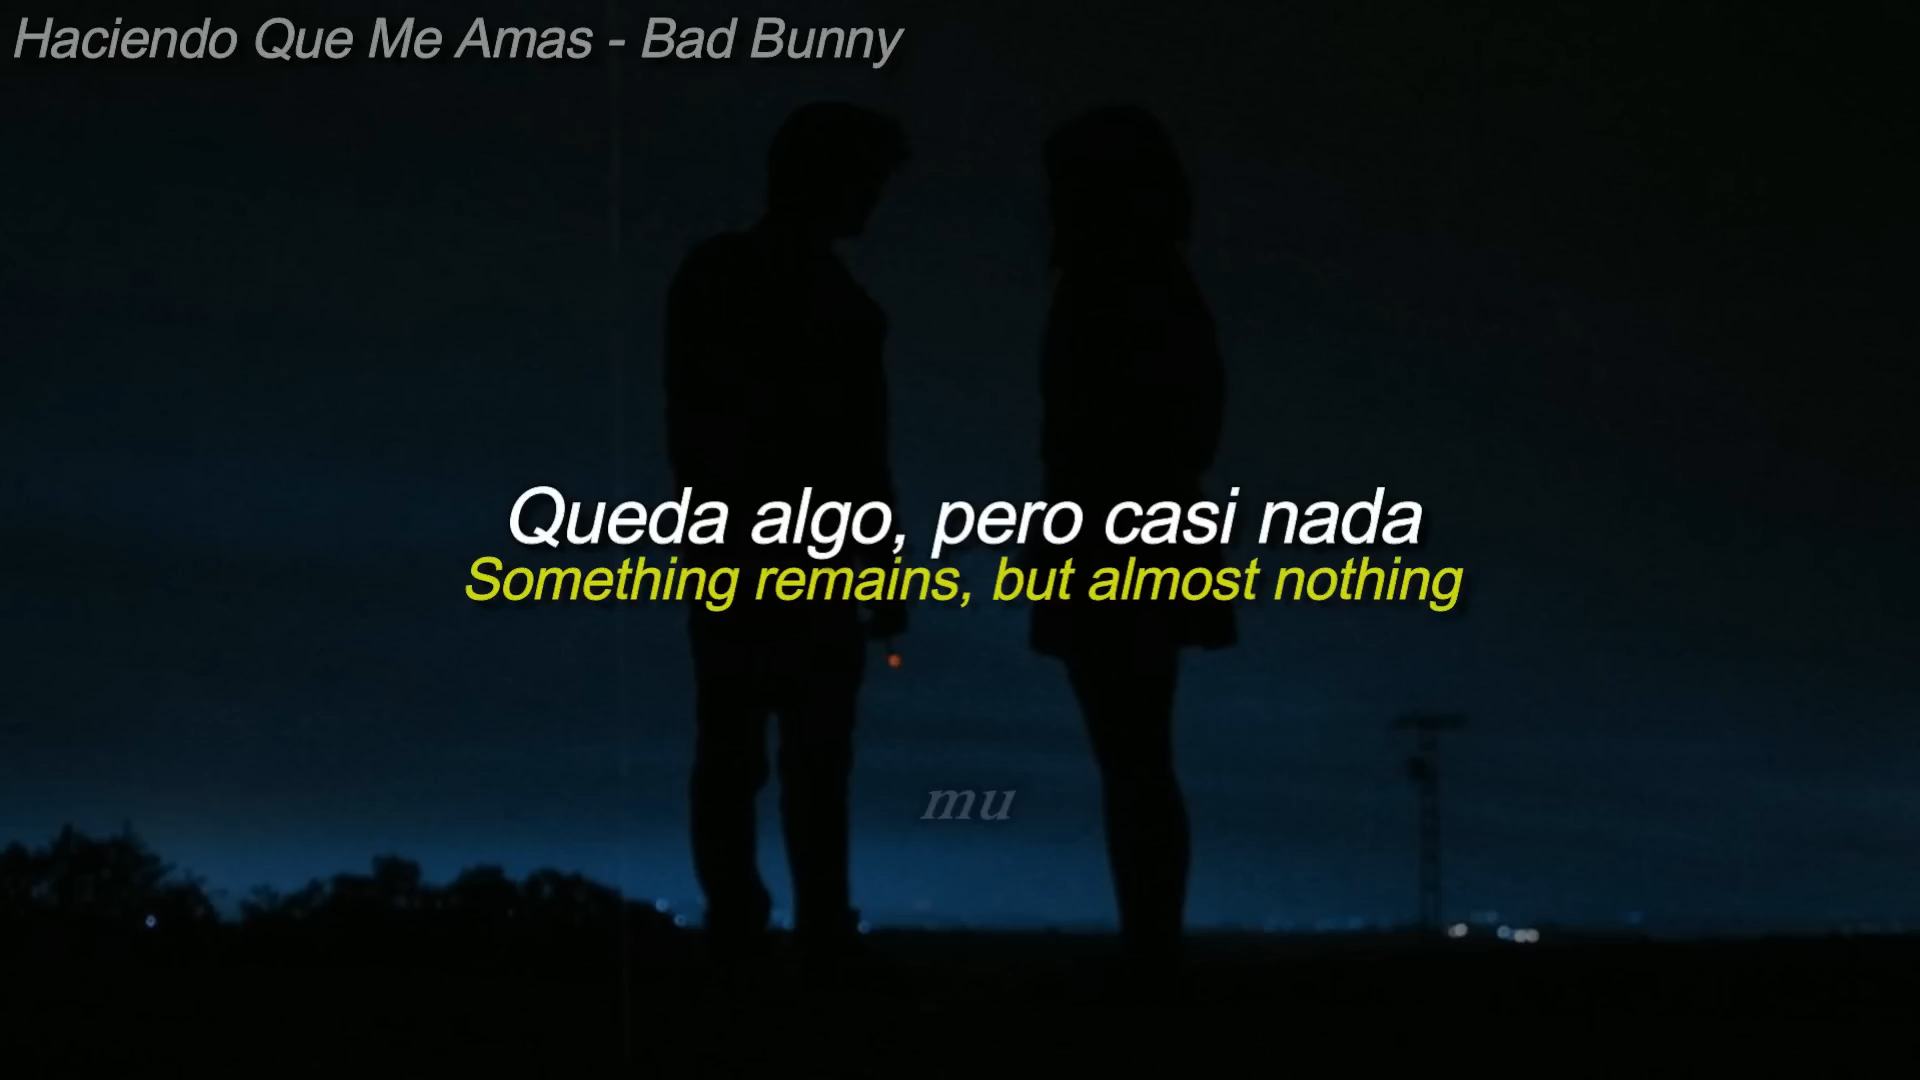 Haciendo Que Me Amas - Bad Bunny
Queda algo, pero casi nada
Something remains, but almost nothing
mu